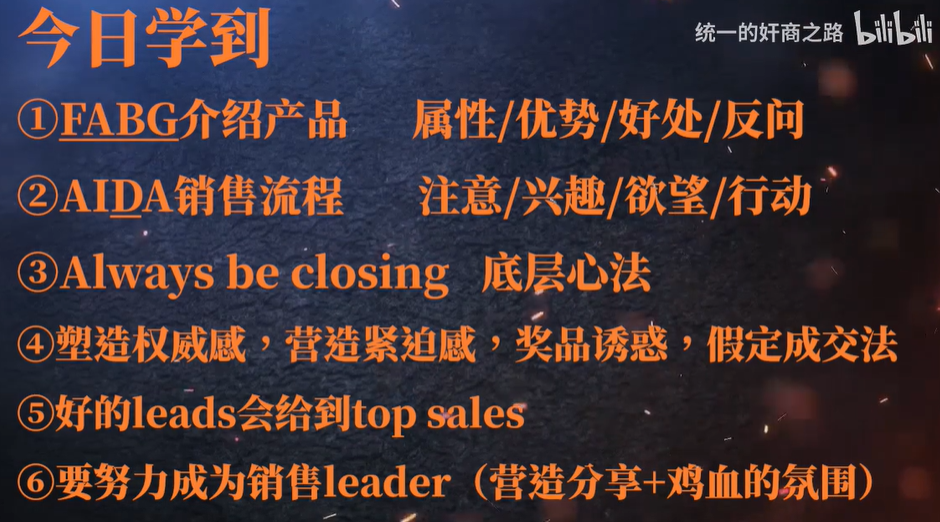 今日学到
统一的奸商之路 bilibili
①FABG介绍产品 属性/优势/好处/反问
②AIDA销售流程 注意/兴趣/欲望/行动
③Always be closing 底层心法
④塑造权威感，营造紧迫感，奖品诱惑，假定成交法
⑤好的leads会给到top sales
⑥要努力成为销售leader（营造分享+鸡血的氛围）